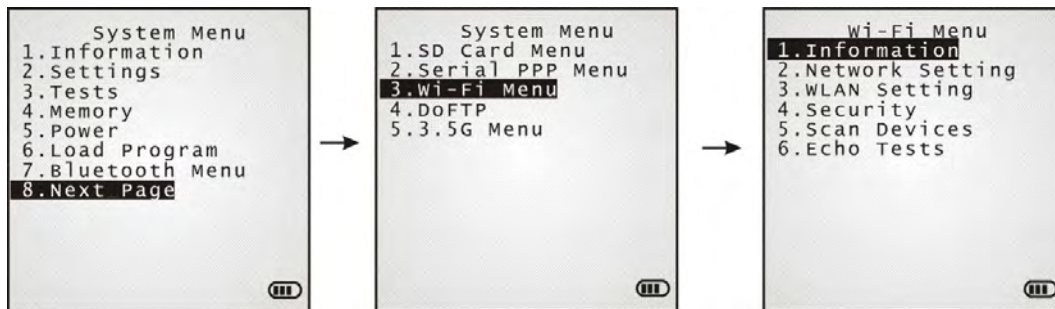 System Menu
1.Information
2.Settings
3.Tests
4.Memory
5.Power
6.Load Program
7.Bluetooth Menu
8.Next Page
System Menu
1.SD Card Menu
2.Serial PPP Menu
3.Wi-Fi Menu
4.DoFTP
5.3.5G Menu
Wi-Fi Menu
1.Information
2.Network Setting
3.WLAN Setting
4.Security
5.Scan Devices
6.Echo Tests